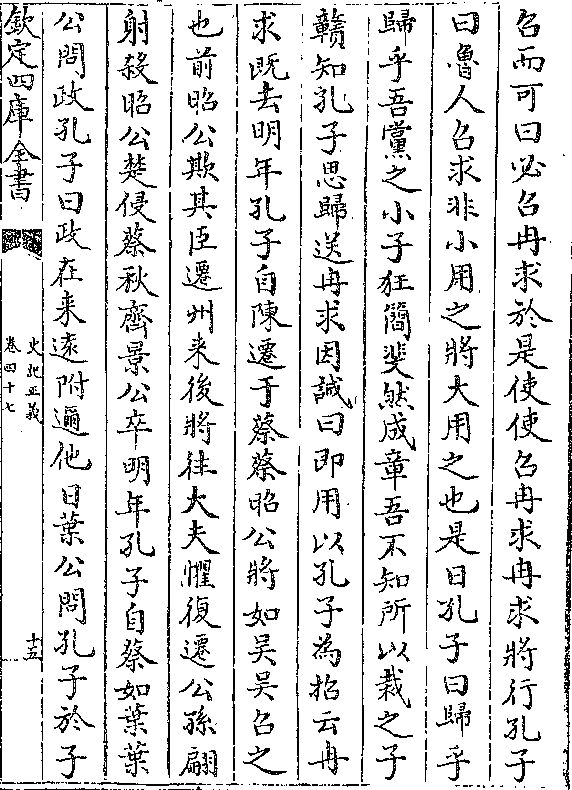 召而可曰必召冉求於是使使召冉求冉求將行孔子
曰魯人召求非小用之將大用之也是日孔子曰歸乎
歸乎吾黨之小子狂簡斐然成章吾不知所以裁之子
贛知孔子思歸送冉求因誡曰即用以孔子為招云冉
求既去明年孔子自陳遷于蔡蔡昭公將如吳吳召之
也前昭公欺其臣遷州来後將往大夫懼復遷公孫翩
射殺昭公楚侵蔡秋齊景公卒明年孔子自蔡如葉葉
公問政孔子曰政在来遠附邇他日葉公問孔子於子
欽定四庫全書
史記正義
卷四十七
十五